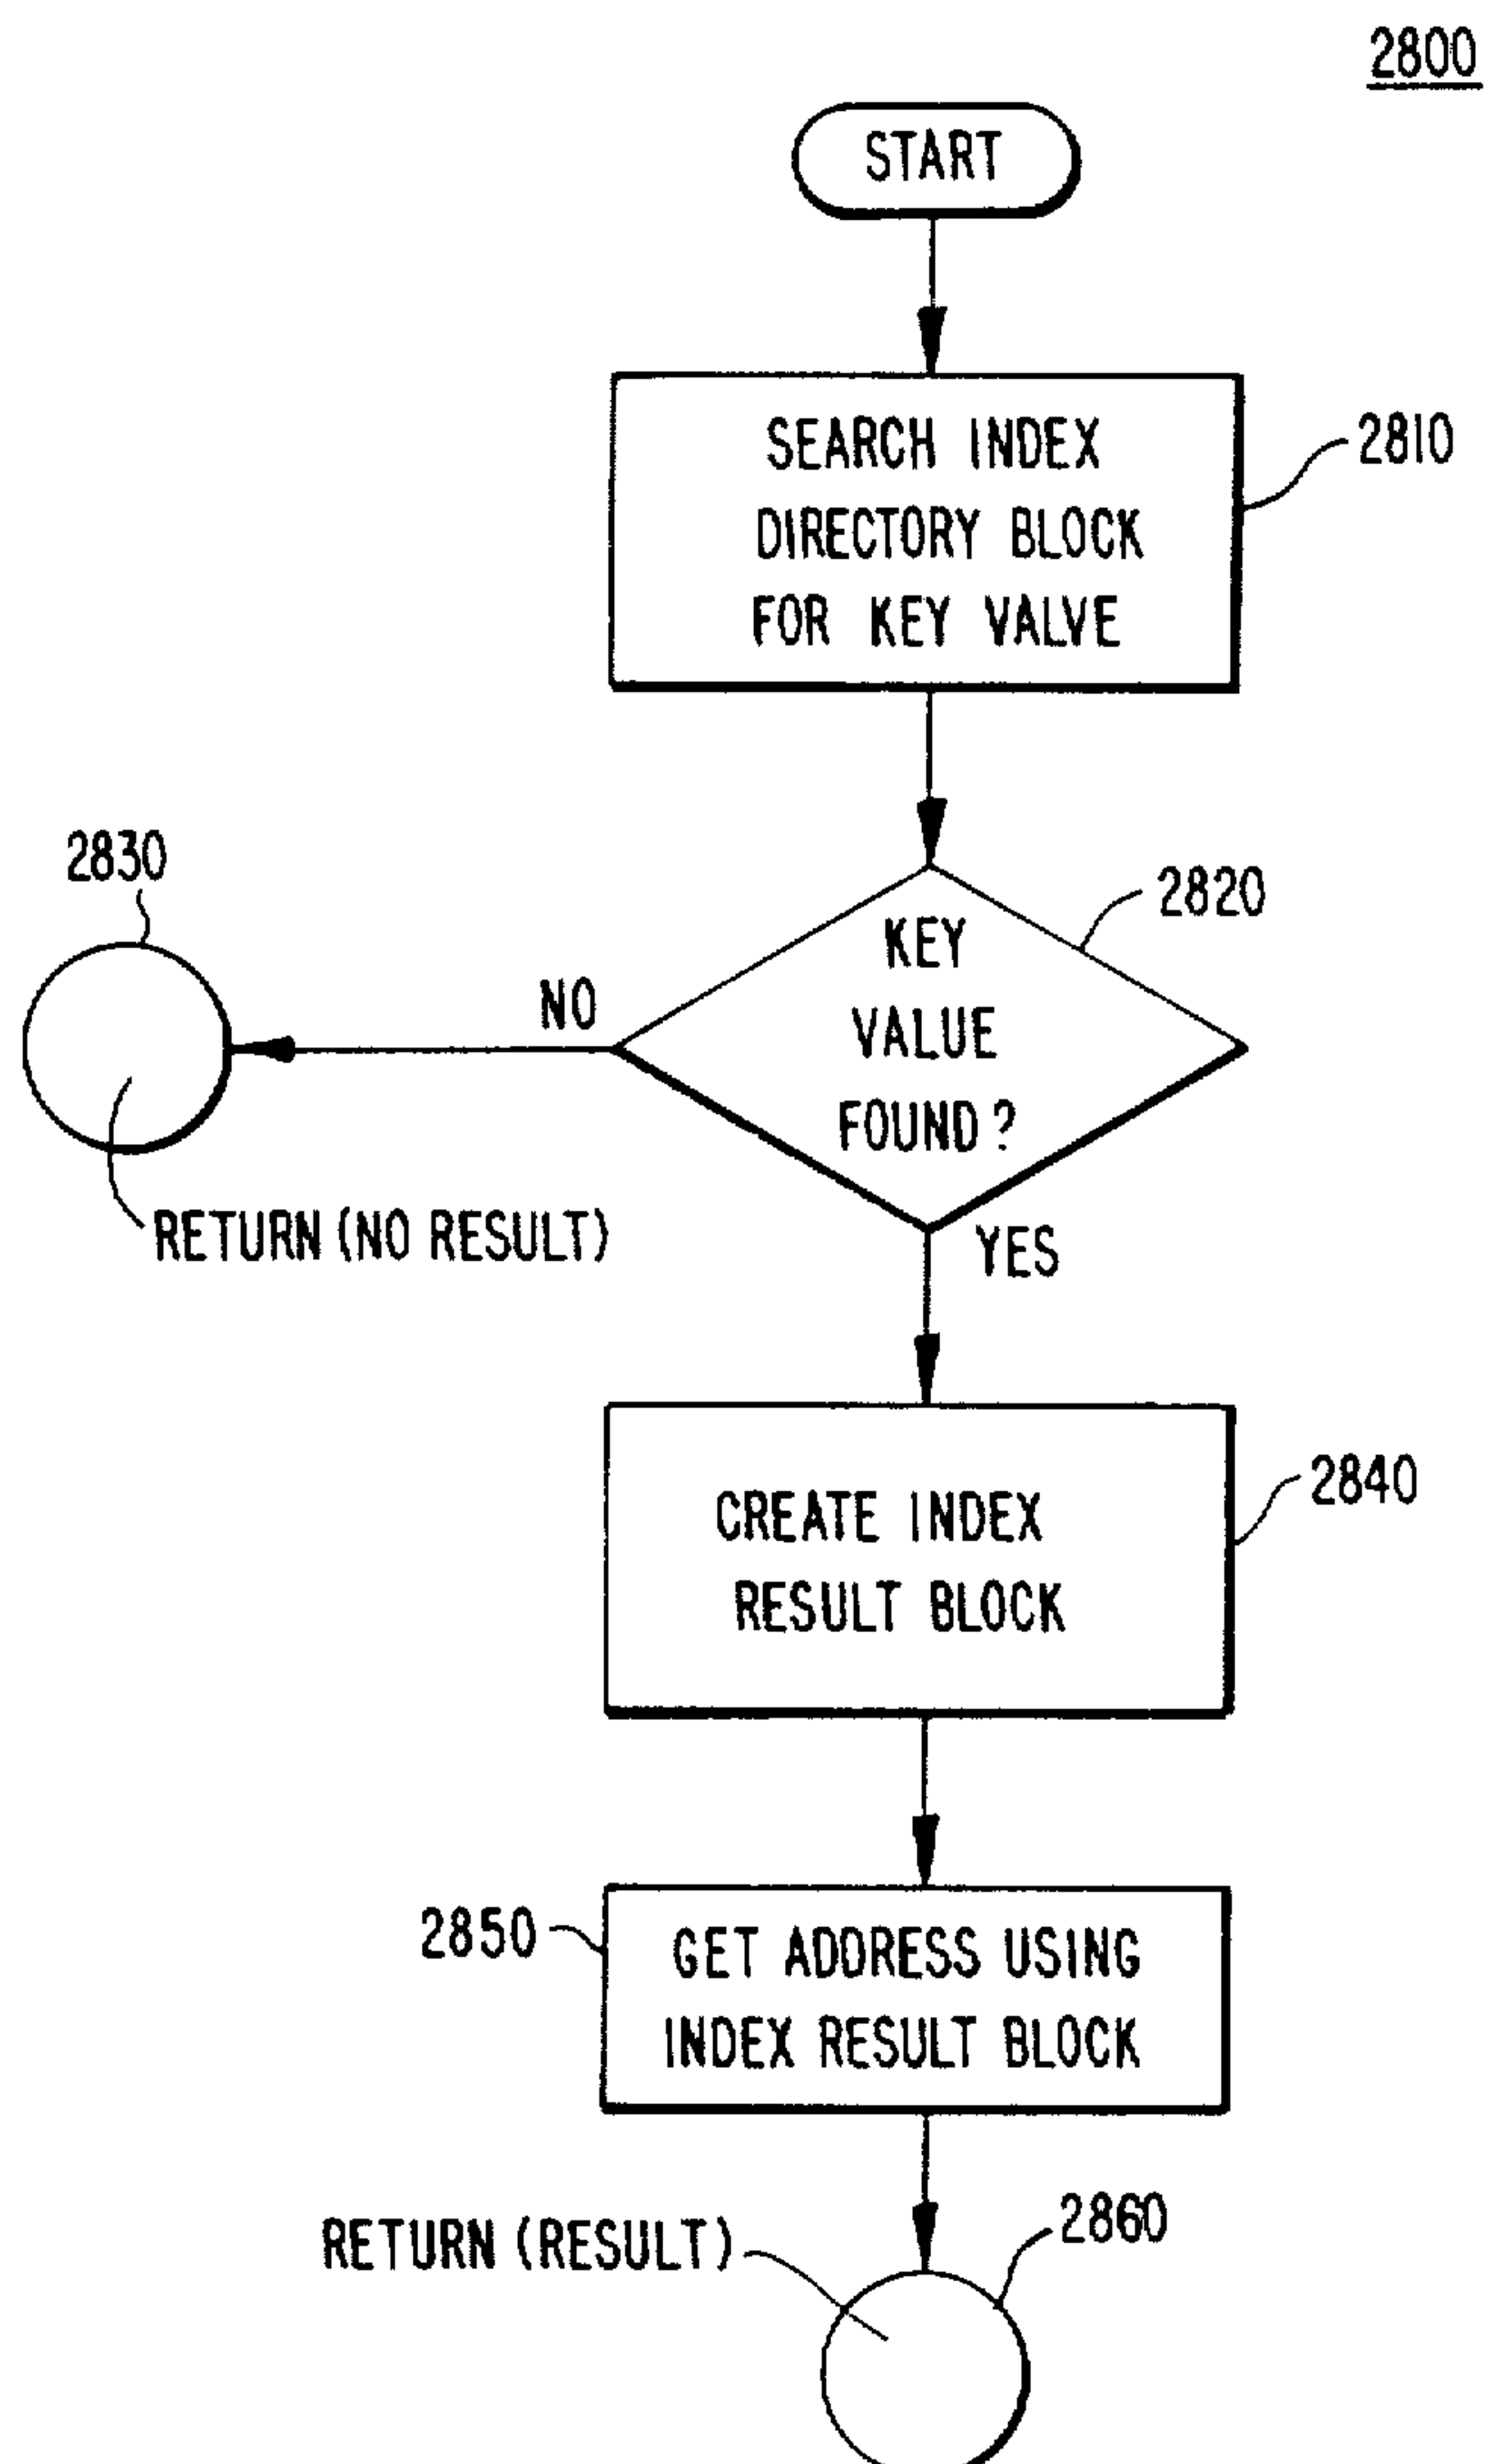 2800
START
SEARCH INDEX
DIRECTORY BLOCK
FOR KEY VALVE
2810
2830
2820
KEY
VALUE
FOUND?
NO
RETURN (NO RESULT)
YES
CREATE INDEX
RESULT BLOCK
2840
2850
GET ADDRESS USING
INDEX RESULT BLOCK
RETURN (RESULT)
2860